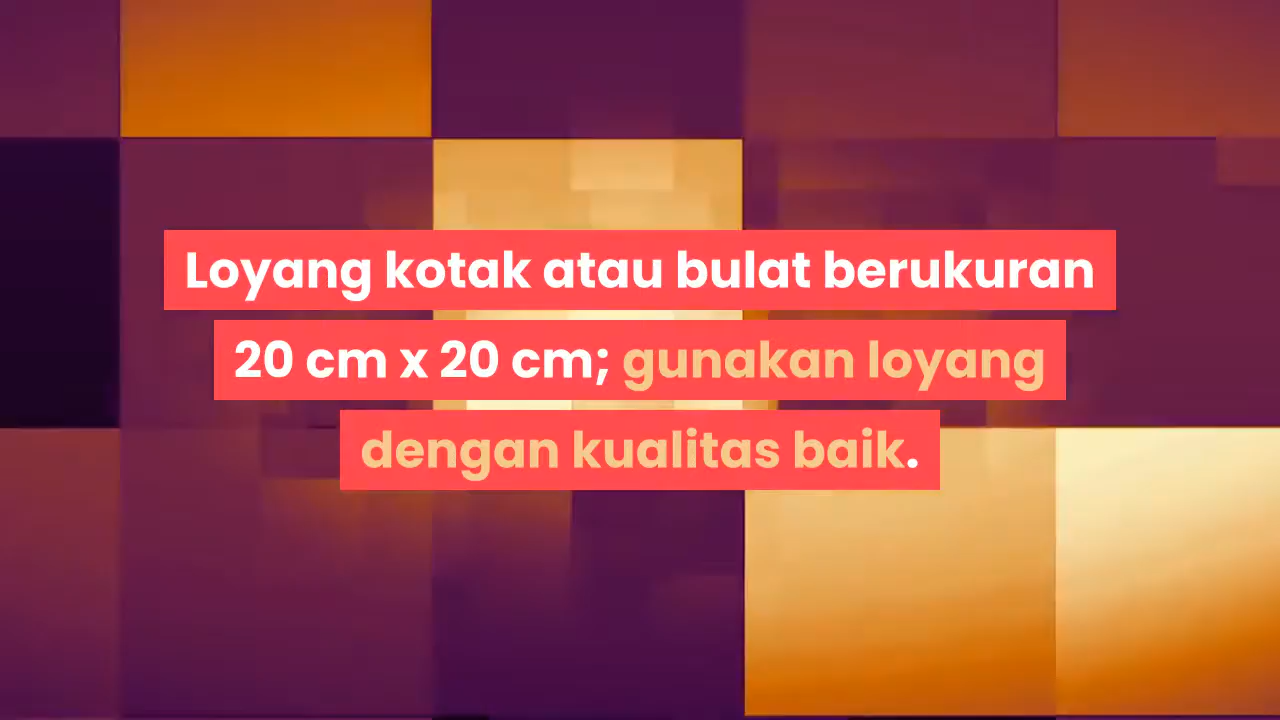 Loyang kotak atau bulat berukuran
20 cm x 20 cm; gunakan loyang
dengan kualitas baik.